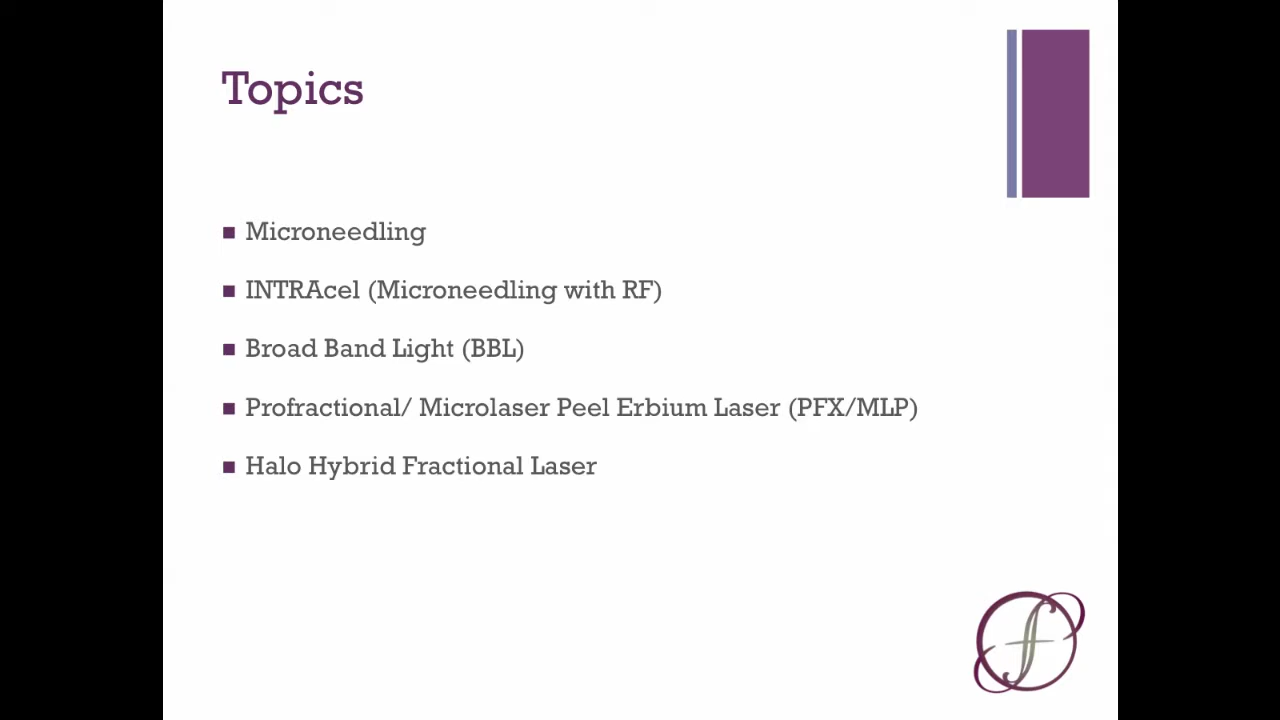 Topics
Microneedling
INTRAcel (Microneedling with RF)
Broad Band Light (BBL)
Profractional/ Microlaser Peel Erbium Laser (PFX/MLP)
Halo Hybrid Fractional Laser
f